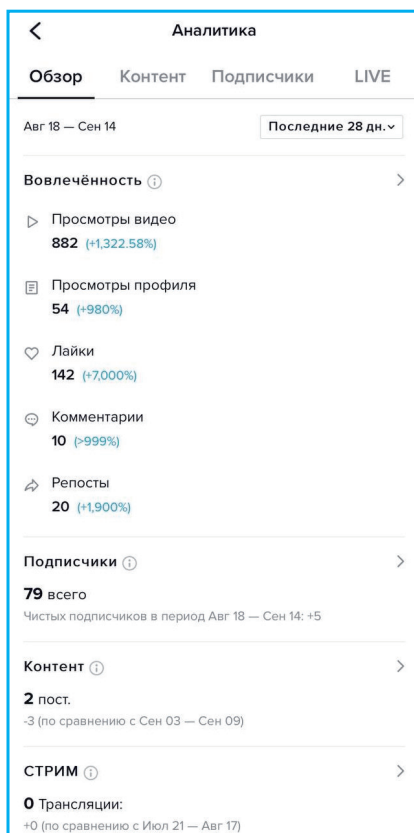 Аналитика
Обзор Контент Подписчики LIVE
Авг 18 — Сен 14 Последние 28 дн.
Вовлечённость
Просмотры видео
882 (+1,322.58%)
Просмотры профиля
54 (+980%)
Лайки
142 (+7,000%)
Комментарии
10 (>999%)
Репосты
20 (+1,900%)
Подписчики
79 всего
Чистых подписчиков в период Авг 18 — Сен 14: +5
Контент
2 пост.
-3 (по сравнению с Сен 03 — Сен 09)
СТРИМ
0 Трансляции:
+0 (по сравнению с Июл 21 — Авг 17)